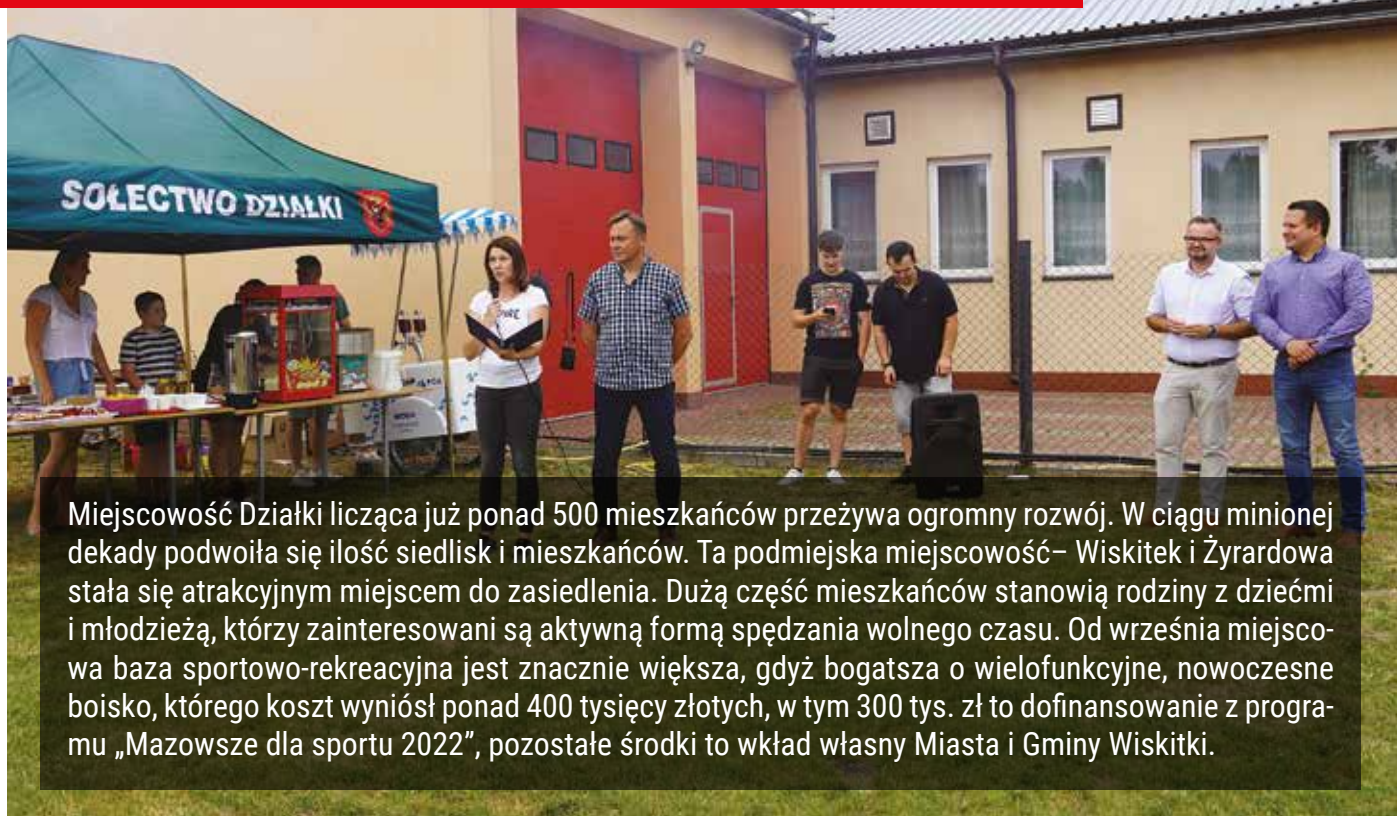 SOŁECTWO DZIAŁKI
Miejscowość Działki licząca już ponad 500 mieszkańców przeżywa ogromny rozwój. W ciągu minionej
dekady podwoiła się ilość siedlisk i mieszkańców. Ta podmiejska miejscowość– Wiskitek i Żyrardowa
stała się atrakcyjnym miejscem do zasiedlenia. Dużą część mieszkańców stanowią rodziny z dziećmi
i młodzieżą, którzy zainteresowani są aktywną formą spędzania wolnego czasu. Od września miejsco-
wa baza sportowo-rekreacyjna jest znacznie większa, gdyż bogatsza o wielofunkcyjne, nowoczesne
boisko, którego koszt wyniósł ponad 400 tysięcy złotych, w tym 300 tys. zł to dofinansowanie z progra-
mu „Mazowsze dla sportu 2022”, pozostałe środki to wkład własny Miasta i Gminy Wiskitki.